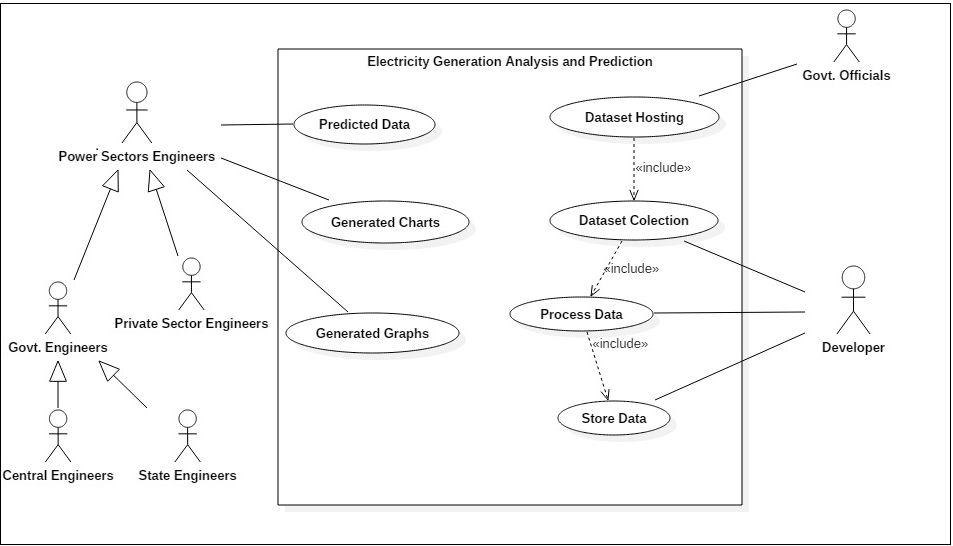 Govt. Officials
Electricity Generation Analysis and Prediction
Predicted Data
Dataset Hosting
Power Sectors Engineers
«include»
Generated Charts
Dataset Colection
«include»
Private Sector Engineers
Process Data
Generated Graphs
Govt. Engineers
«include»
Developer
Store Data
Central Engineers
State Engineers